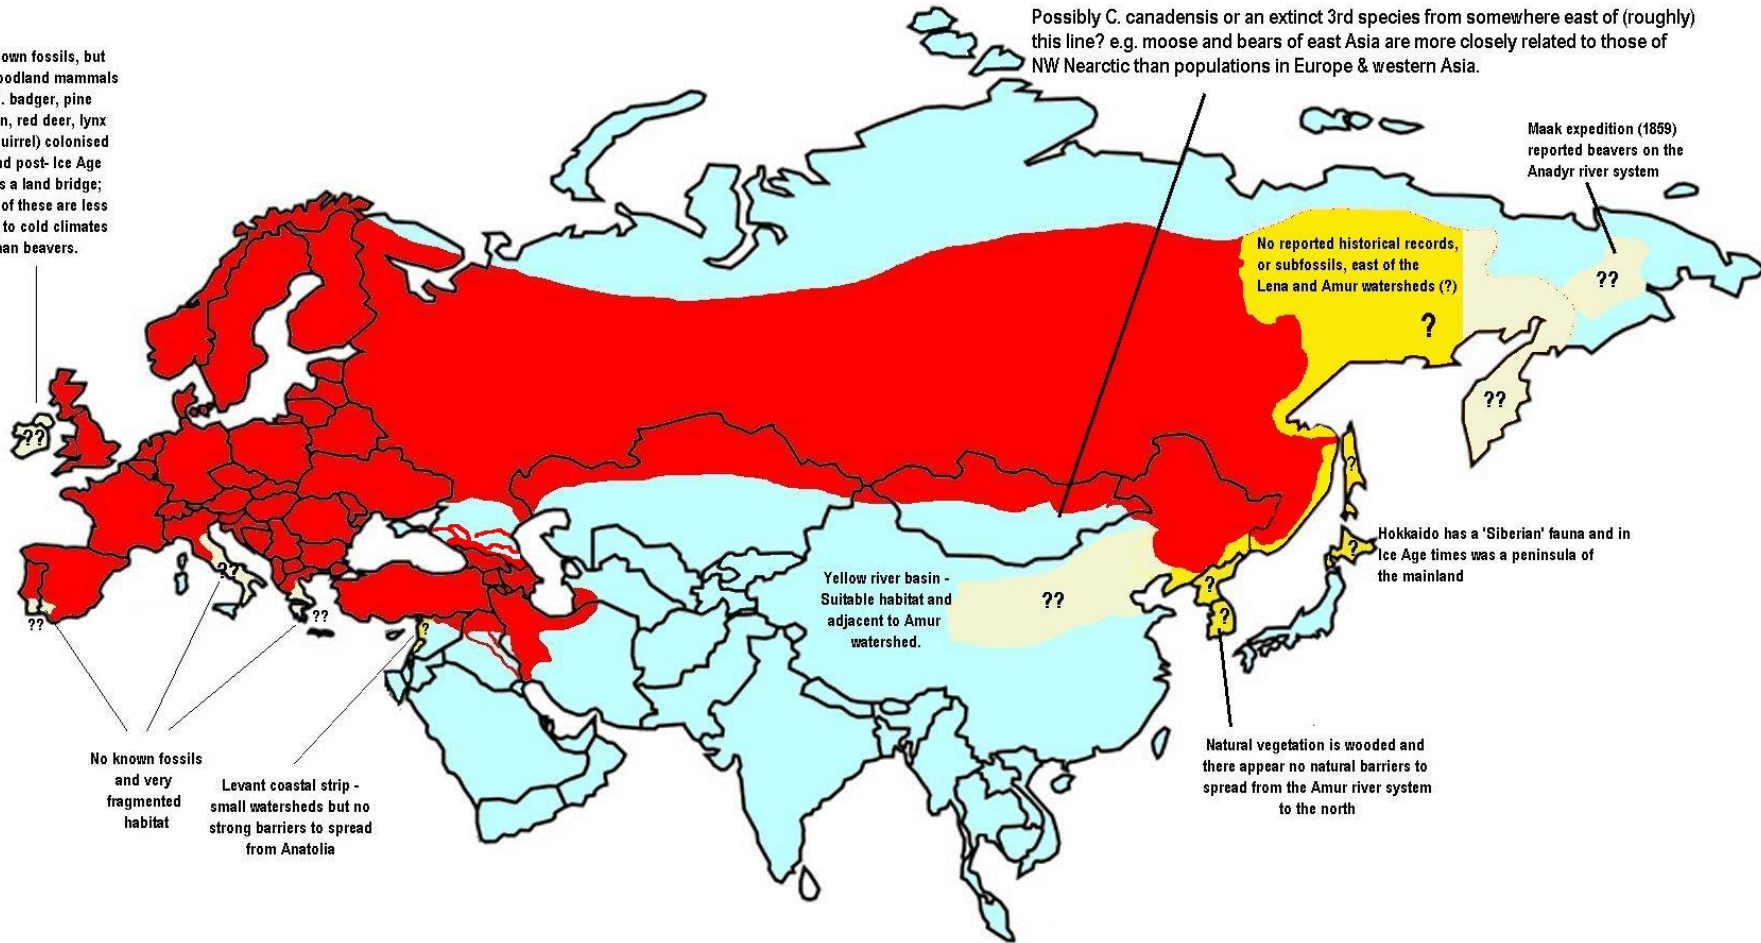 Possibly C. canadensis or an extinct 3rd species from somewhere east of (roughly)
this line? e.g. moose and bears of east Asia are more closely related to those of
NW Nearctic than populations in Europe & western Asia.
own fossils, but
oodland mammals
. badger, pine
n, red deer, lynx
uirrel) colonised
nd post- Ice Age
s a land bridge;
of these are less
to cold climates
han beavers.
Maak expedition (1859)
reported beavers on the
Anadyr river system
No reported historical records,
or subfossils, east of the
Lena and Amur watersheds (?)
?
??
??
??
?
Hokkaido has a 'Siberian' fauna and in
Ice Age times was a peninsula of
the mainland
?
Yellow river basin -
Suitable habitat and
adjacent to Amur
watershed.
??
?
?
??
??
??
?
No known fossils
and very
fragmented
habitat
Levant coastal strip -
small watersheds but no
strong barriers to spread
from Anatolia
Natural vegetation is wooded and
there appear no natural barriers to
spread from the Amur river system
to the north